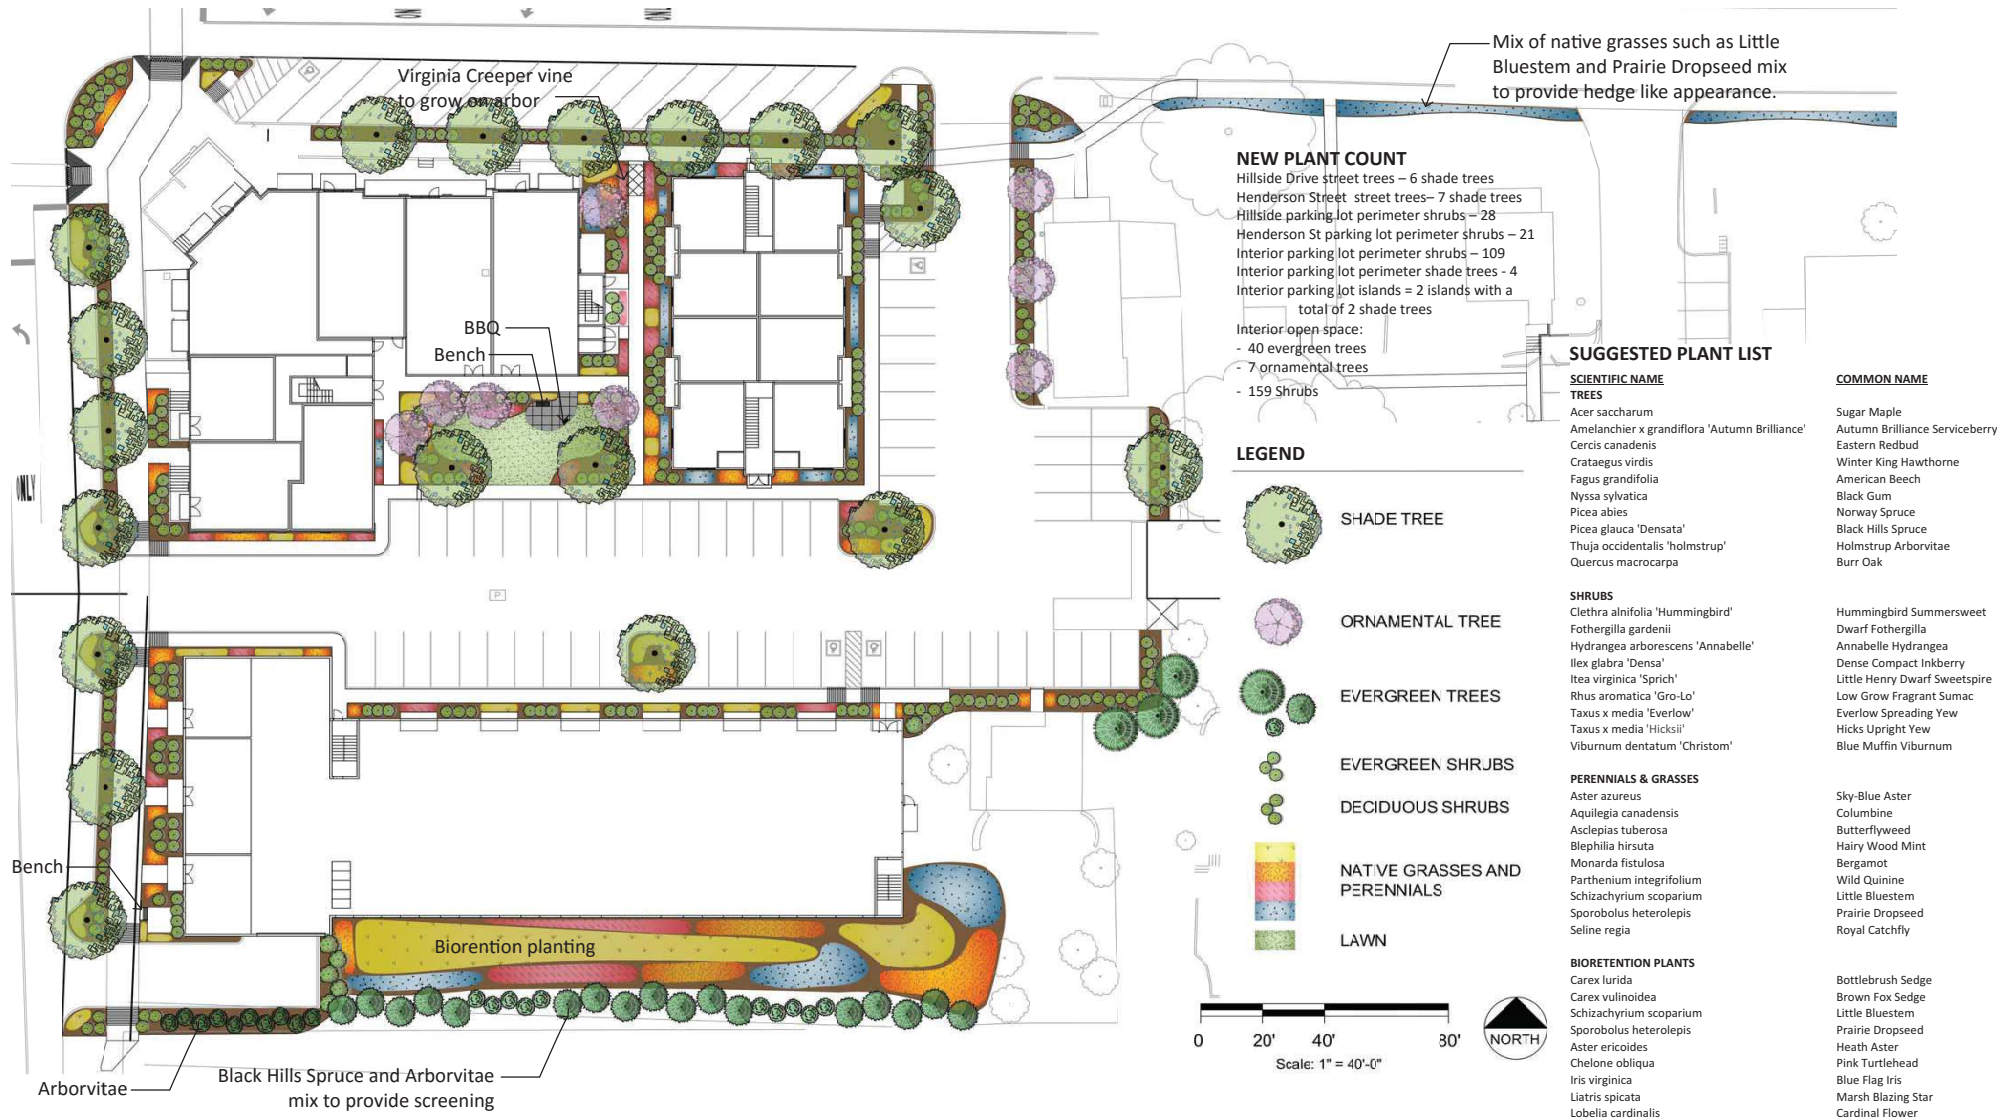 Virginia Creeper vine
to grow on arbor
Mix of native grasses such as Little
Bluestem and Prairie Dropseed mix
to provide hedge like appearance.
NEW PLANT COUNT
Hillside Drive street trees – 6 shade trees
Henderson Street street trees– 7 shade trees
Hillside parking lot perimeter shrubs – 28
Henderson St parking lot perimeter shrubs – 21
Interior parking lot perimeter shrubs – 109
Interior parking lot perimeter shade trees - 4
Interior parking lot islands = 2 islands with a
total of 2 shade trees
Interior open space:
- 40 evergreen trees
- 7 ornamental trees
- 159 Shrubs
BBQ
Bench
ONLY
P
Bench
Biorention planting
Arborvitae
Black Hills Spruce and Arborvitae
mix to provide screening
LEGEND
SHADE TREE
ORNAMENTAL TREE
EVERGREEN TREES
EVERGREEN SHRUBS
DECIDUOUS SHRUBS
NATIVE GRASSES AND
PERENNIALS
LAWN
0 20' 40' 80'
Scale: 1" = 40'-0"
NORTH
SUGGESTED PLANT LIST
SCIENTIFIC NAME COMMON NAME
TREES
Acer saccharum Sugar Maple
Amelanchier x grandiflora 'Autumn Brilliance' Autumn Brilliance Serviceberry
Cercis canadenis Eastern Redbud
Crataegus virdis Winter King Hawthorne
Fagus grandifolia American Beech
Nyssa sylvatica Black Gum
Picea abies Norway Spruce
Picea glauca 'Densata' Black Hills Spruce
Thuja occidentalis 'holmstrup' Holmstrup Arborvitae
Quercus macrocarpa Burr Oak
SHRUBS
Clethra alnifolia 'Hummingbird' Hummingbird Summersweet
Fothergilla gardenii Dwarf Fothergilla
Hydrangea arborescens 'Annabelle' Annabelle Hydrangea
Ilex glabra 'Densa' Dense Compact Inkberry
Itea virginica 'Sprich' Little Henry Dwarf Sweetspire
Rhus aromatica 'Gro-Lo' Low Grow Fragrant Sumac
Taxus x media 'Everlow' Everlow Spreading Yew
Taxus x media 'Hicksii' Hicks Upright Yew
Viburnum dentatum 'Christom' Blue Muffin Viburnum
PERENNIALS & GRASSES
Aster azureus Sky-Blue Aster
Aquilegia canadensis Columbine
Asclepias tuberosa Butterflyweed
Blephilia hirsuta Hairy Wood Mint
Monarda fistulosa Bergamot
Parthenium integrifolium Wild Quinine
Schizachyrium scoparium Little Bluestem
Sporobolus heterolepis Prairie Dropseed
Seline regia Royal Catchfly
BIORETENTION PLANTS
Carex lurida Bottlebrush Sedge
Carex vulinoidea Brown Fox Sedge
Schizachyrium scoparium Little Bluestem
Sporobolus heterolepis Prairie Dropseed
Aster ericoides Heath Aster
Chelone obliqua Pink Turtlehead
Iris virginica Blue Flag Iris
Liatris spicata Marsh Blazing Star
Lobelia cardinalis Cardinal Flower